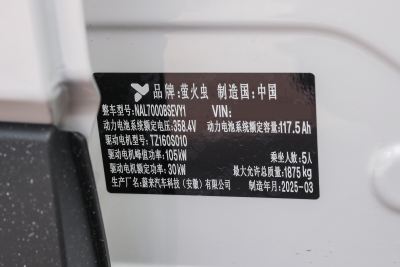 品牌:萤火虫 制造国:中国
整车型号:NAL7000BSEVY1 VIN:
动力电池系统额定电压:358.4V 动力电池系统额定容量:117.5Ah
驱动电机型号:TZ160S010
驱动电机峰值功率:105kW 乘坐人数:5人
驱动电机额定功率:30kW 最大允许总质量:1875kg
生产厂名:蔚来汽车科技(安徽)有限公司 制造年月:2025-03